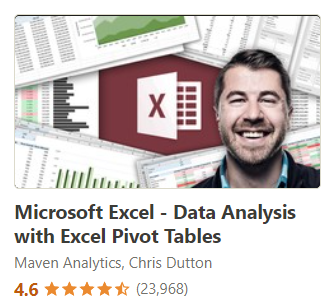 X
Microsoft Excel - Data Analysis
with Excel Pivot Tables
Maven Analytics, Chris Dutton
4.6 (23,968)